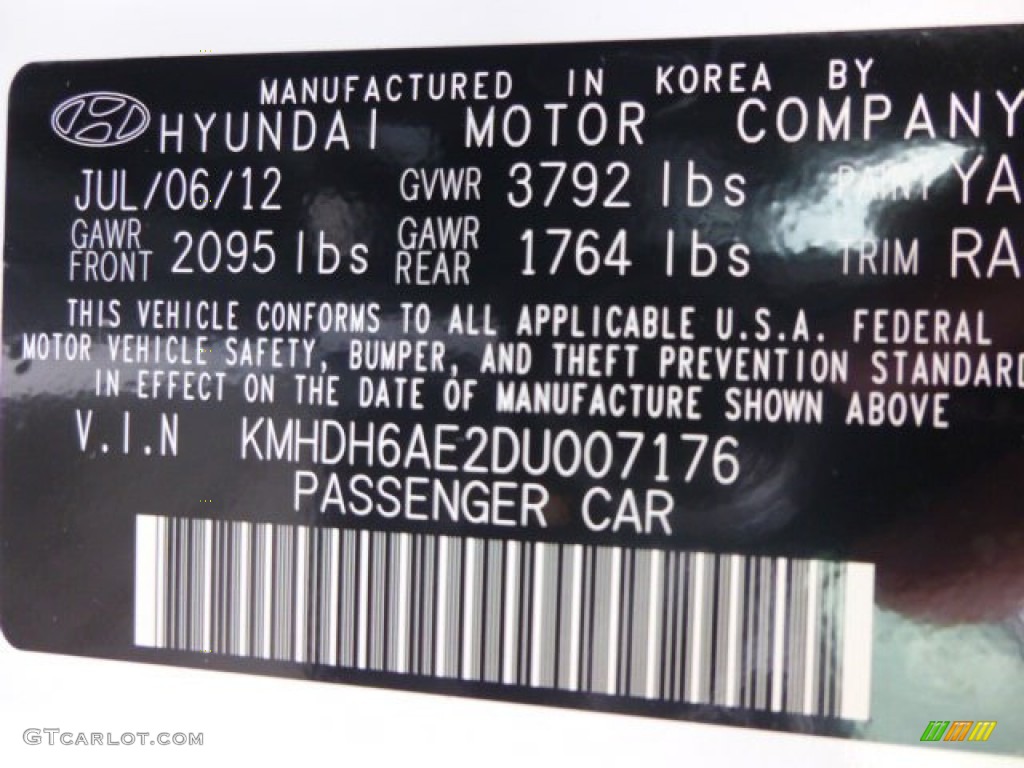 MANUFACTURED IN KOREA BY
HYUNDAI MOTOR COMPANY
JUL/06/12 GVWR 3792 lbs PAINT YA
GAWR FRONT 2095 lbs GAWR REAR 1764 lbs TRIM RA
THIS VEHICLE CONFORMS TO ALL APPLICABLE U.S.A. FEDERAL
MOTOR VEHICLE SAFETY, BUMPER, AND THEFT PREVENTION STANDARD
IN EFFECT ON THE DATE OF MANUFACTURE SHOWN ABOVE
V.I.N KMHDH6AE2DU007176
PASSENGER CAR
GTCARLOT.COM